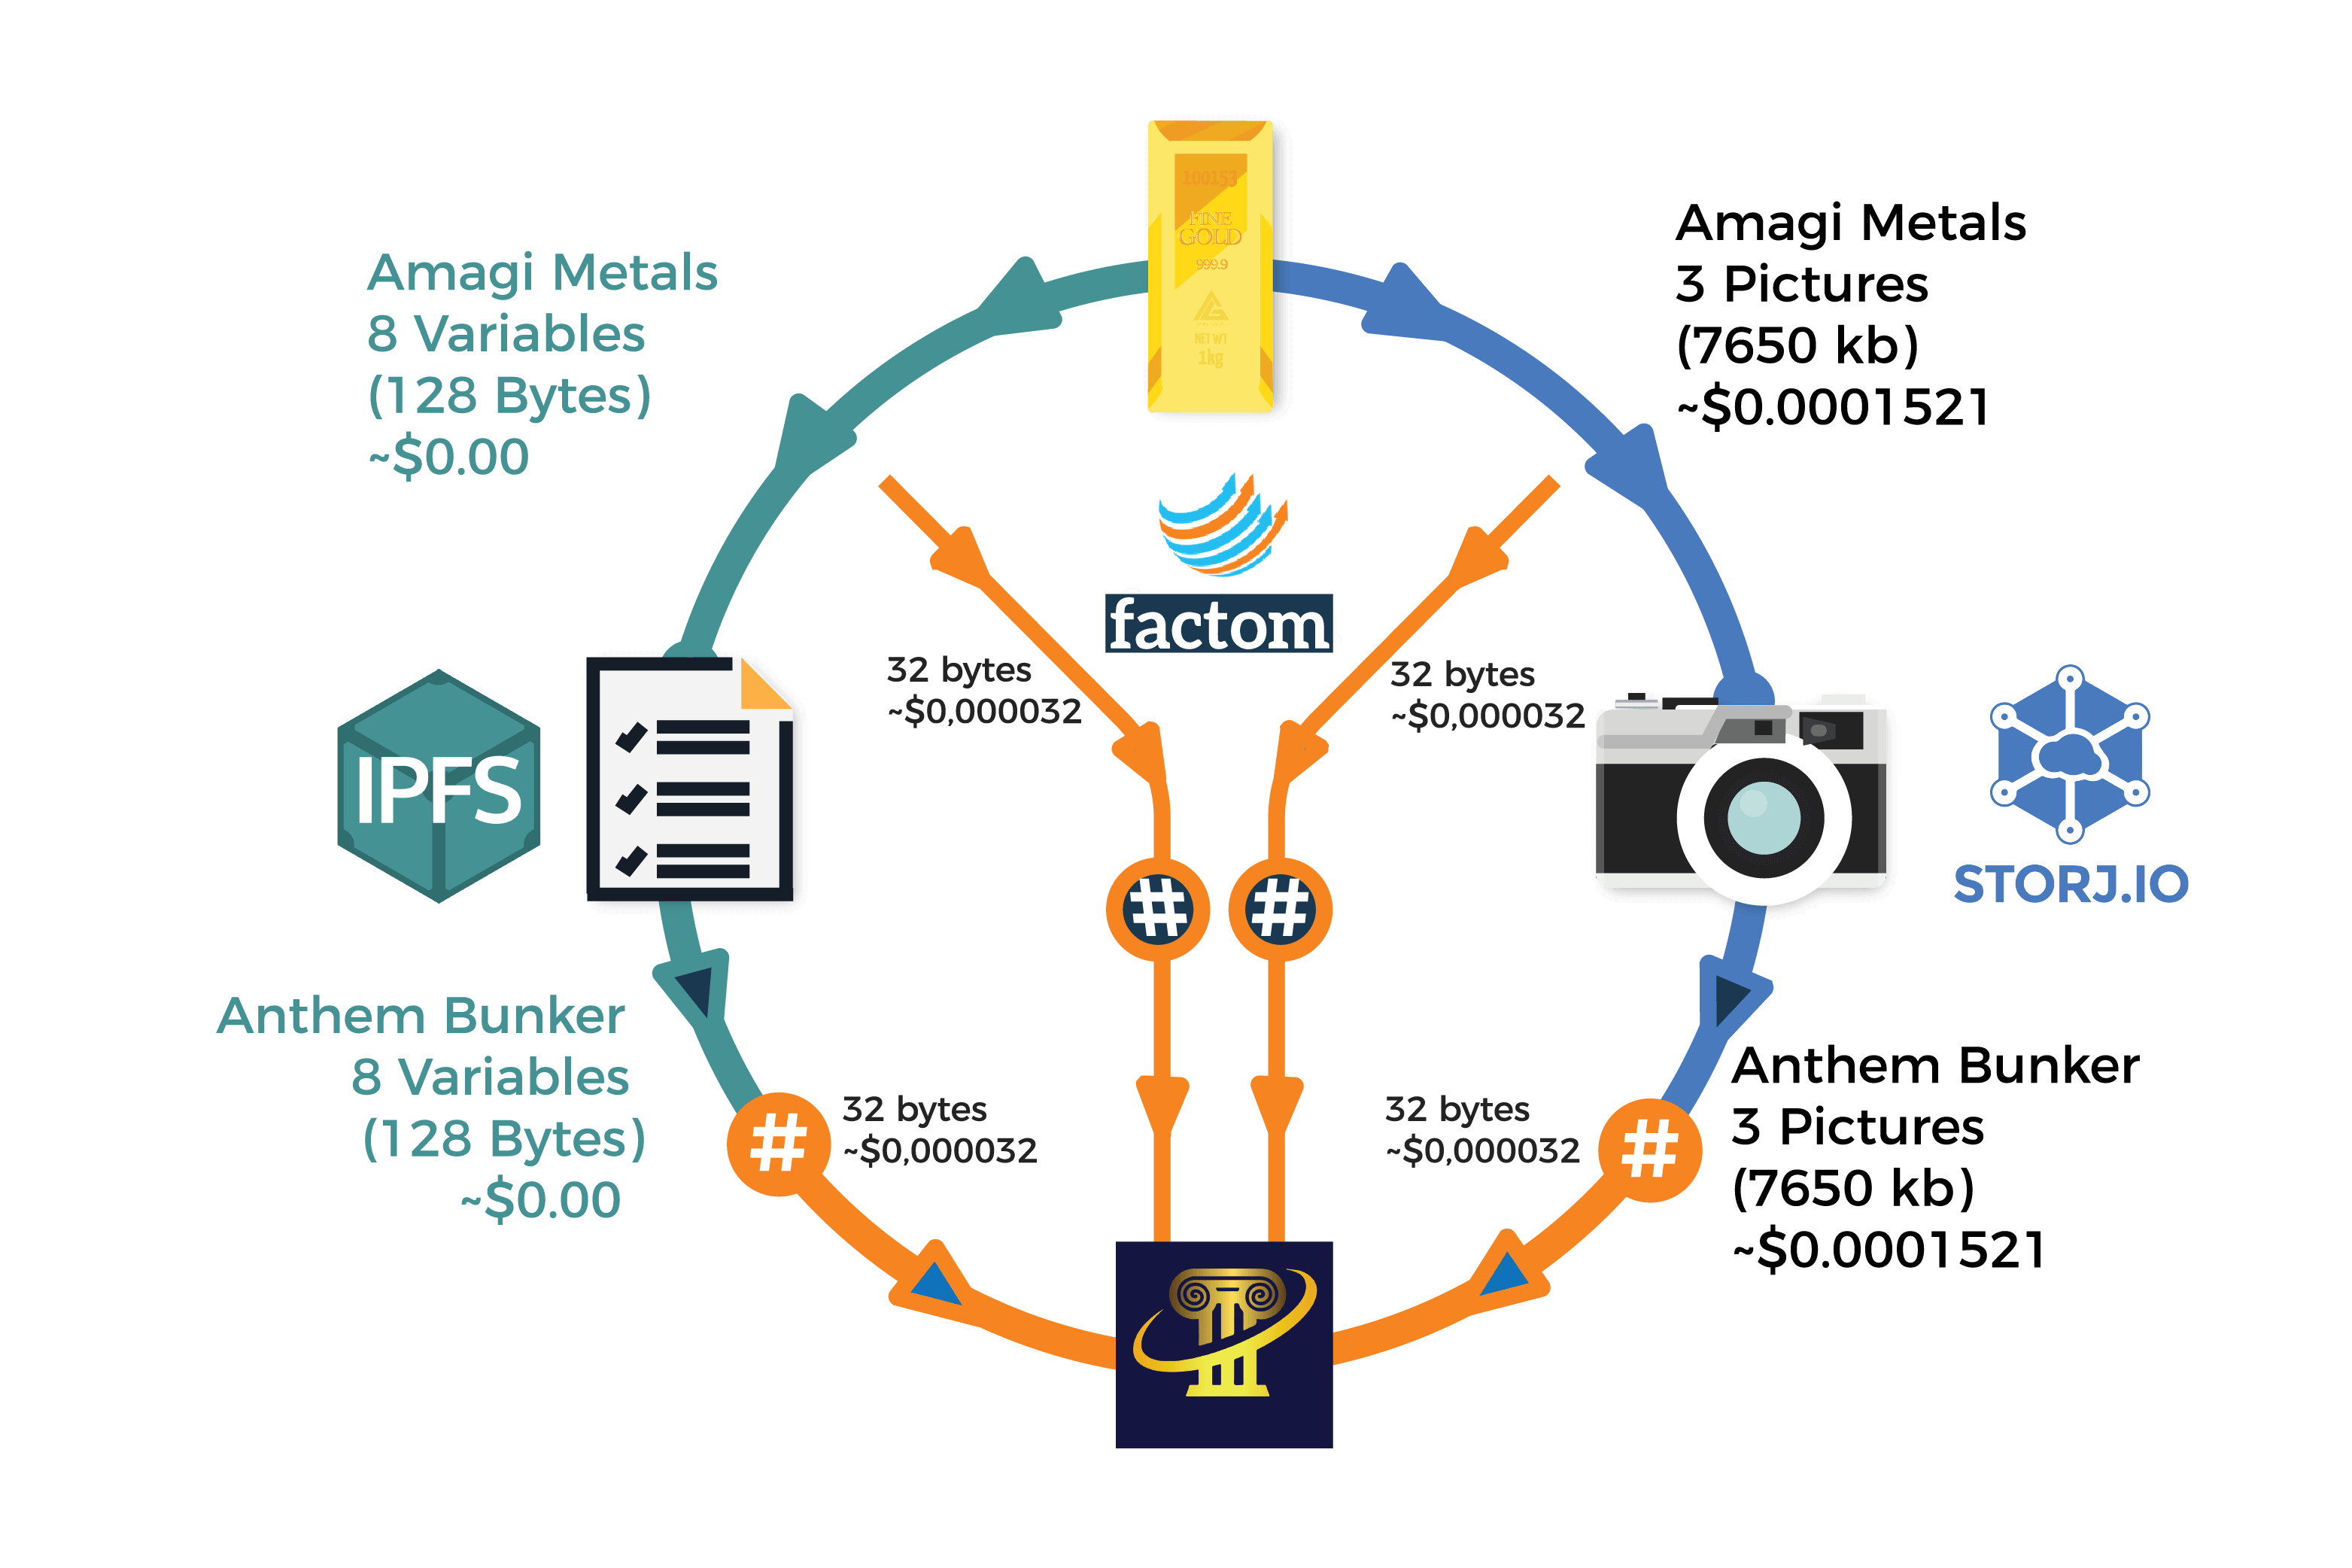 100153
FINE
GOLD
999.9
NET WT
1kg
Amagi Metals
8 Variables
(128 Bytes)
~$0.00
Amagi Metals
3 Pictures
(7650 kb)
~$0.0001521
factom
32 bytes
~$0,000032
32 bytes
~$0,000032
IPFS
STORJ.IO
#
#
Anthem Bunker
8 Variables
(128 Bytes)
~$0.00
#
32 bytes
~$0,000032
32 bytes
~$0,000032
#
Anthem Bunker
3 Pictures
(7650 kb)
~$0.0001521